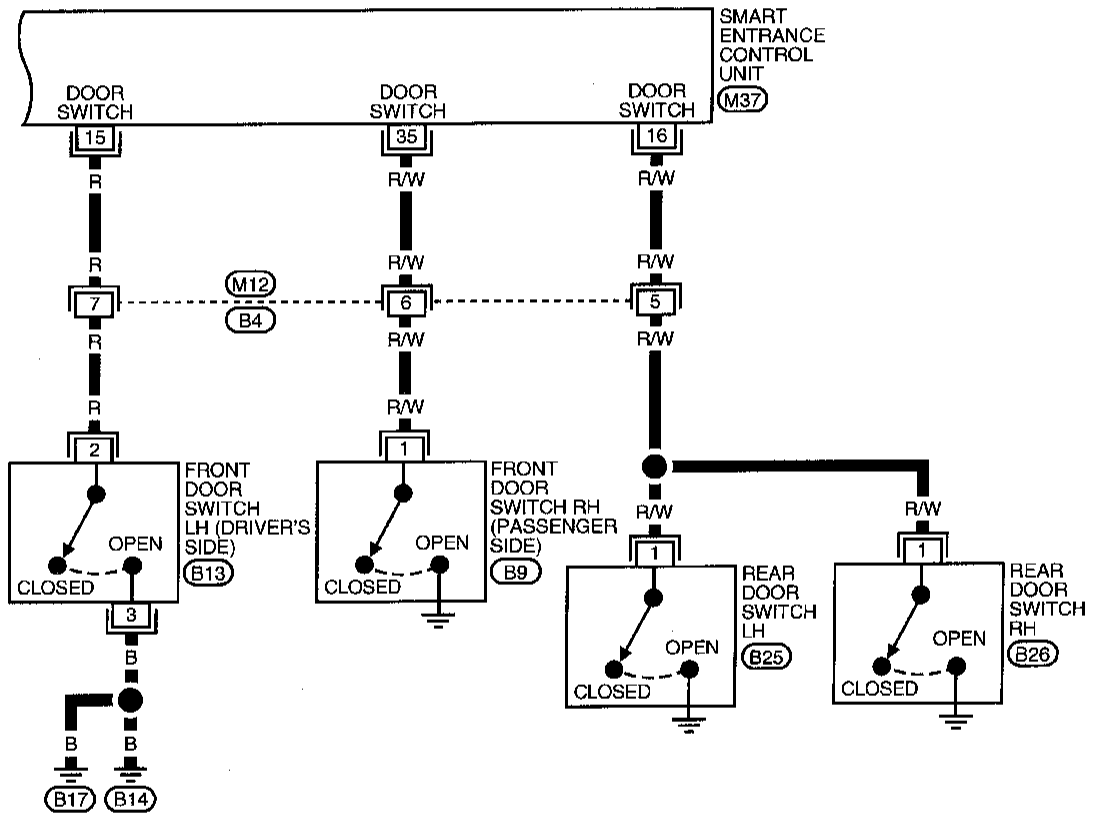 SMART
ENTRANCE
CONTROL
UNIT
M37
DOOR
SWITCH
DOOR
SWITCH
DOOR
SWITCH
15
35
16
R
R/W
R/W
R
R/W
R/W
M12
7
6
5
B4
R
R/W
R/W
R
R/W
2
1
FRONT
DOOR
SWITCH
LH (DRIVER'S
SIDE)
B13
OPEN
CLOSED
FRONT
DOOR
SWITCH RH
(PASSENGER
SIDE)
B9
OPEN
CLOSED
R/W
R/W
1
1
REAR
DOOR
SWITCH
LH
B25
OPEN
CLOSED
REAR
DOOR
SWITCH
RH
B26
OPEN
CLOSED
3
B
B
B
B17
B14